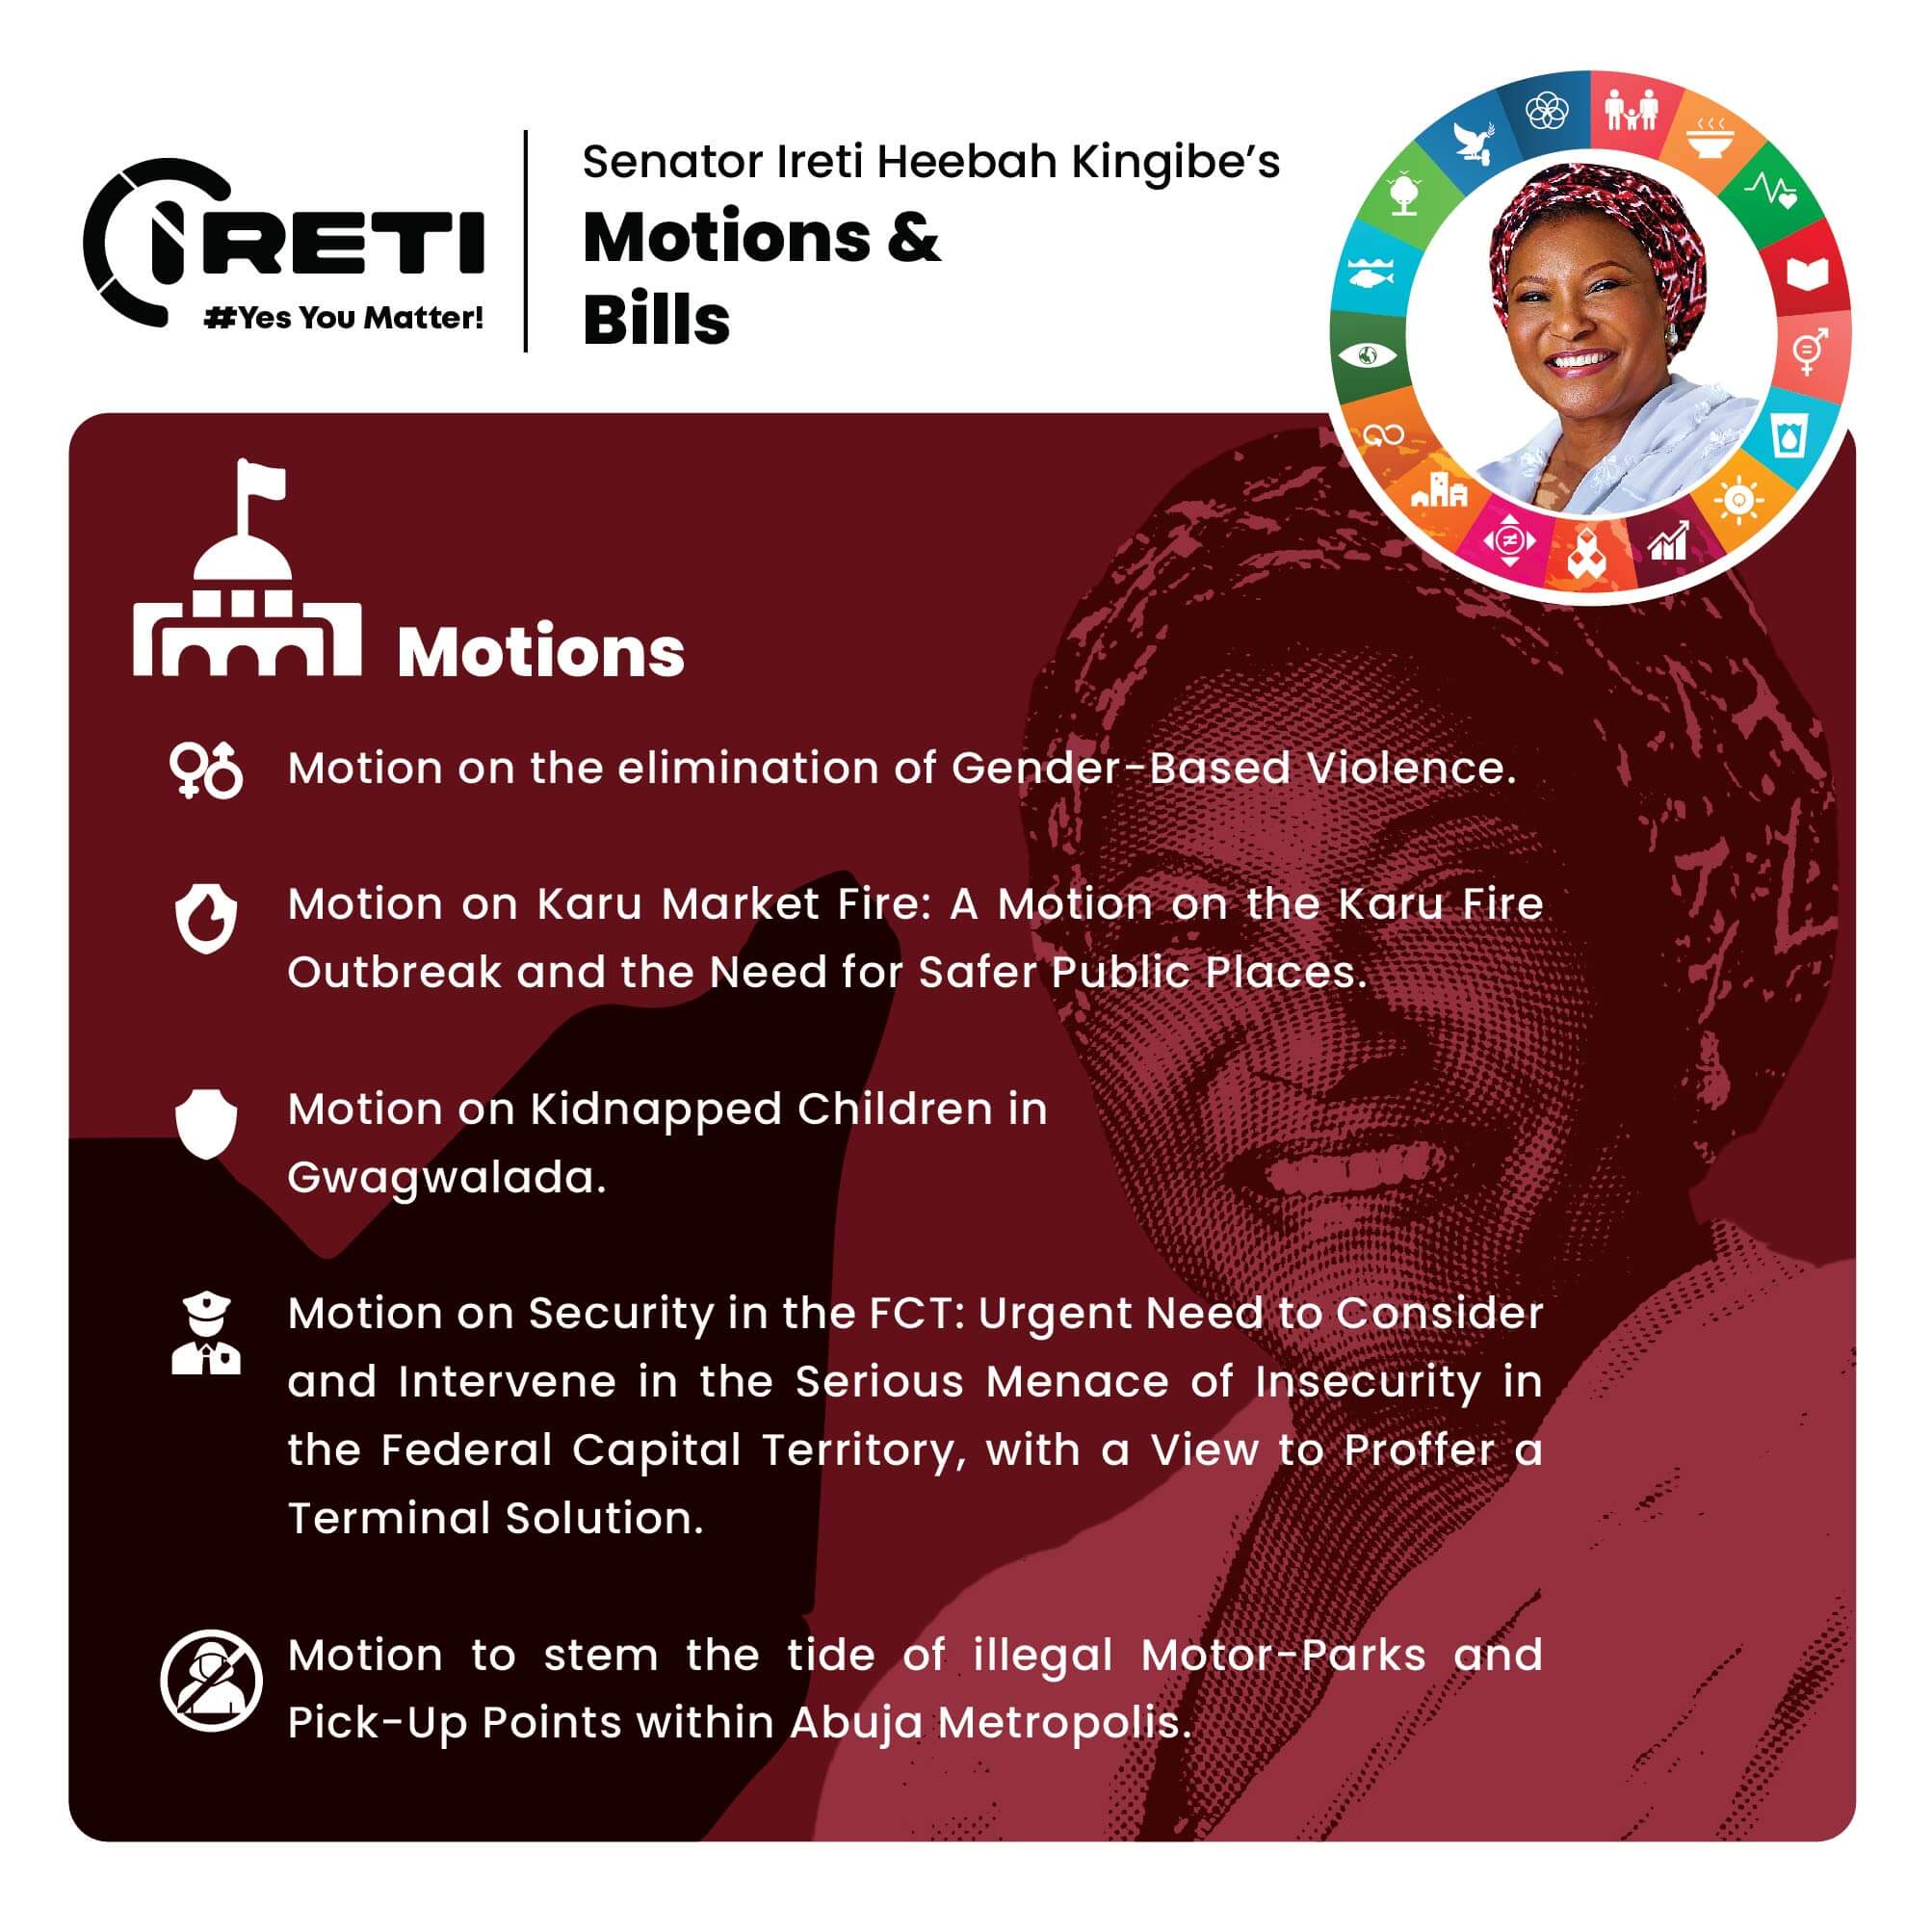 iRETI
#Yes You Matter!
Senator Ireti Heebah Kingibe’s
Motions &
Bills
Motions
Motion on the elimination of Gender-Based Violence.
Motion on Karu Market Fire: A Motion on the Karu Fire
Outbreak and the Need for Safer Public Places.
Motion on Kidnapped Children in
Gwagwalada.
Motion on Security in the FCT: Urgent Need to Consider
and Intervene in the Serious Menace of Insecurity in
the Federal Capital Territory, with a View to Proffer a
Terminal Solution.
Motion to stem the tide of illegal Motor-Parks and
Pick-Up Points within Abuja Metropolis.